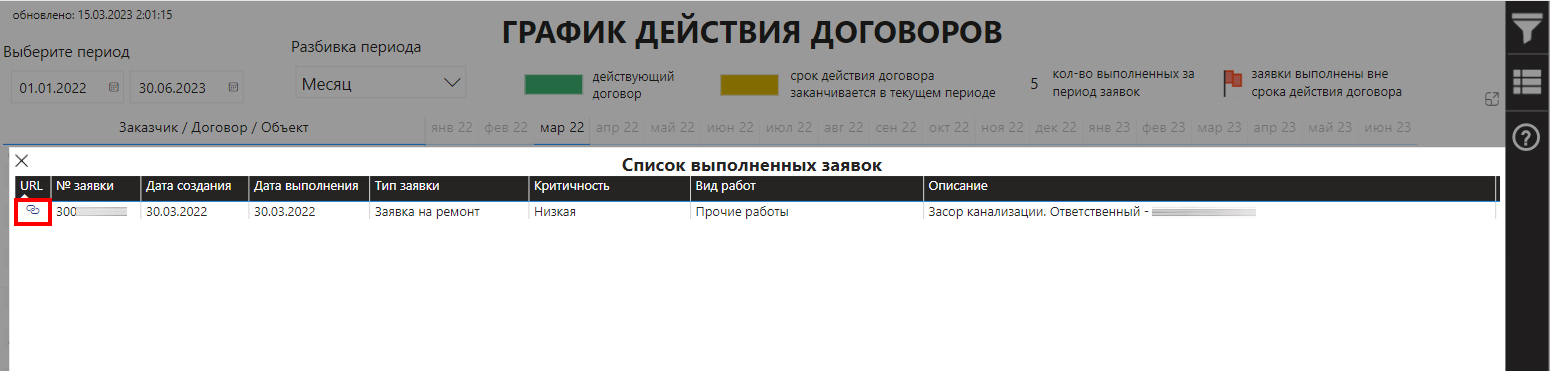 обновлено: 15.03.2023 2:01:15
ГРАФИК ДЕЙСТВИЯ ДОГОВОРОВ
Выберите период
Разбивка периода
01.01.2022 30.06.2023
Месяц
действующий
договор
срок действия договора
заканчивается в текущем периоде
5
кол-во выполненных за
период заявок
заявки выполнены вне
срока действия договора
Заказчик / Договор / Объект янв 22 фев 22 мар 22 апр 22 май 22 июн 22 июл 22 авг 22 сен 22 окт 22 ноя 22 дек 22 янв 23 фев 23 мар 23 апр 23 май 23 июн 23
Список выполненных заявок
URL № заявки Дата создания Дата выполнения Тип заявки Критичность Вид работ Описание
300 30.03.2022 30.03.2022 Заявка на ремонт Низкая Прочие работы Засор канализации. Ответственный -